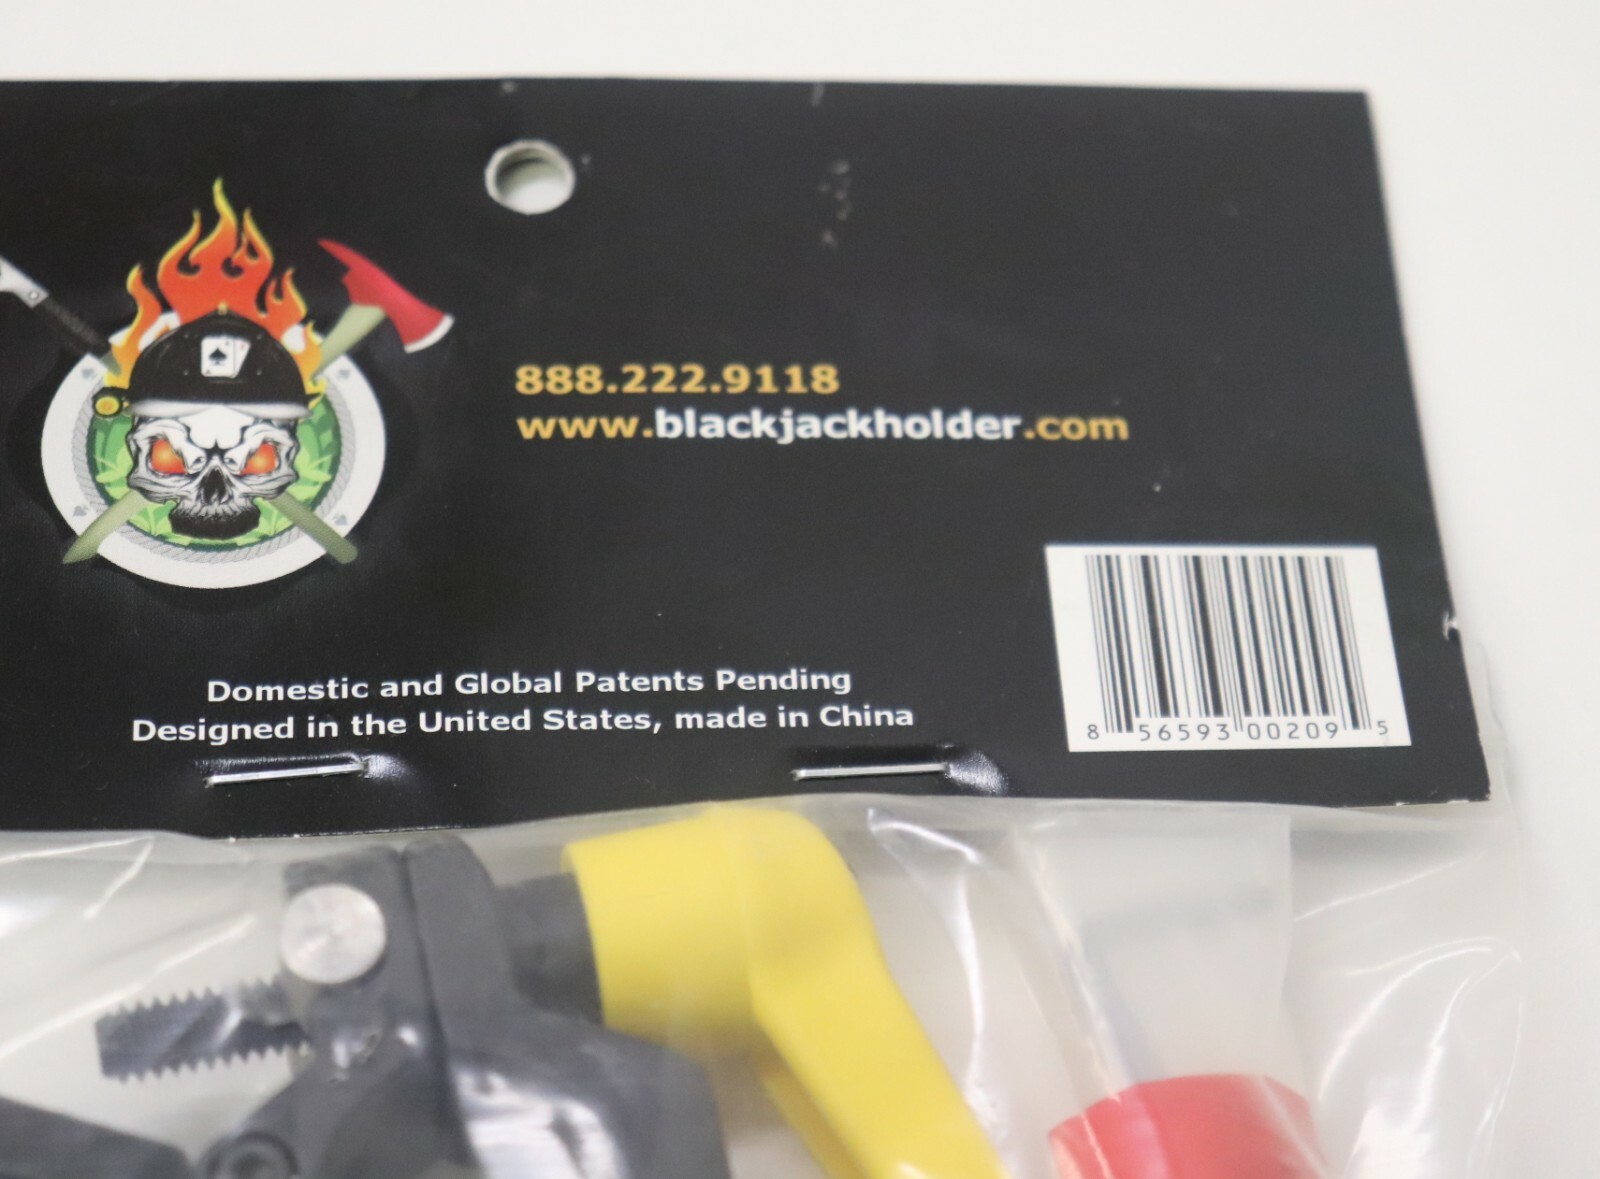 888.222.9118
www.blackjackholder.com
Domestic and Global Patents Pending
Designed in the United States, made in China
8 56593 00209 5